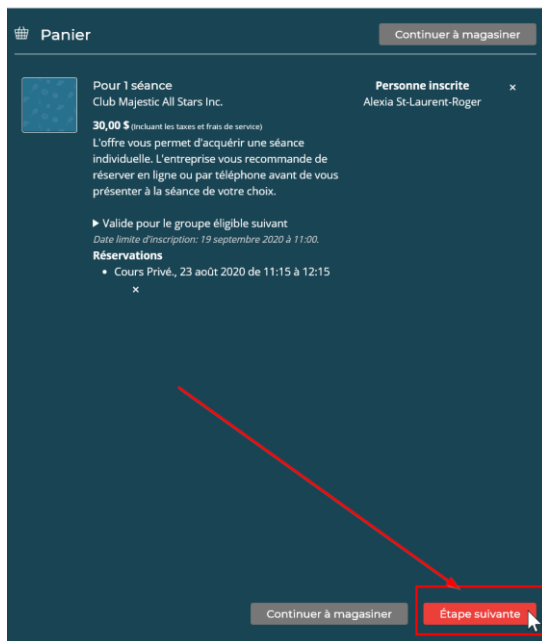 Panier
Continuer à magasiner
Pour 1 séance
Club Majestic All Stars Inc.
30,00 $ (Incluant les taxes et frais de service)
L'offre vous permet d'acquérir une séance
individuelle. L'entreprise vous recommande de
réserver en ligne ou par téléphone avant de vous
présenter à la séance de votre choix.
Valide pour le groupe éligible suivant
Date limite d'inscription: 19 septembre 2020 à 11:00.
Réservations
• Cours Privé., 23 août 2020 de 11:15 à 12:15
×
Personne inscrite ×
Alexia St-Laurent-Roger
Continuer à magasiner
Étape suivante